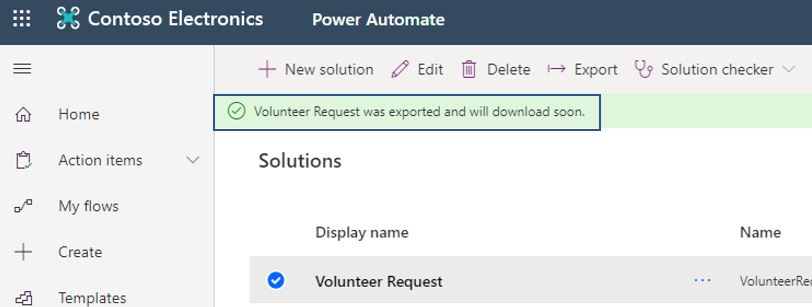 Contoso Electronics Power Automate
New solution Edit Delete Export Solution checker
Volunteer Request was exported and will download soon.
Home
Action items
My flows
Create
Templates
Solutions
Display name Name
Volunteer Request ... VolunteerRe